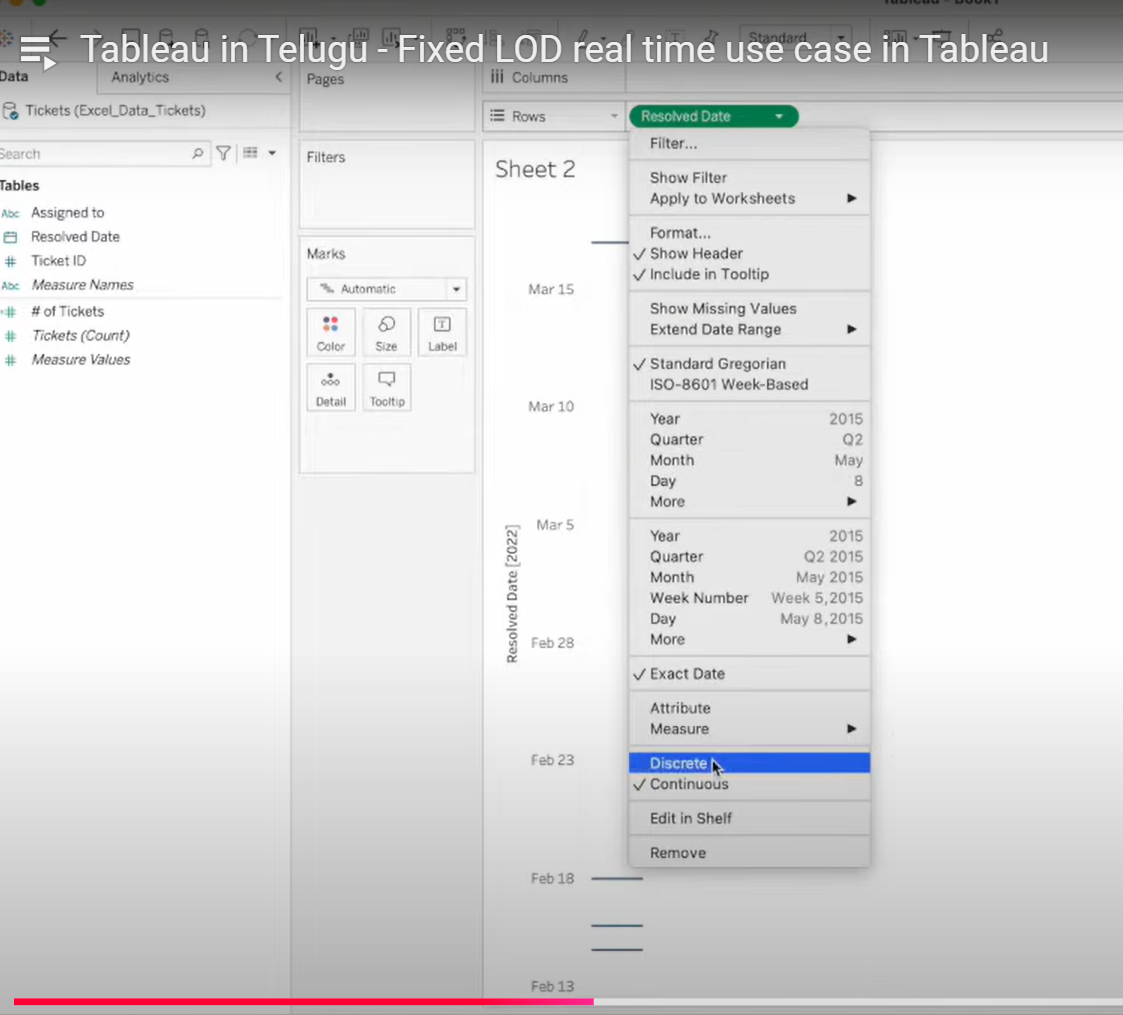 Tableau - Book1
Tableau in Telugu - Fixed LOD real time use case in Tableau
Standard
Data
Analytics
Tickets (Excel_Data_Tickets)
Search
Tables
Abc Assigned to
Resolved Date
# Ticket ID
Abc Measure Names
# # of Tickets
# Tickets (Count)
# Measure Values
Pages
Filters
Marks
Automatic
Color
Size
Label
Detail
Tooltip
Columns
Rows
Resolved Date
Sheet 2
Mar 15
Mar 10
Mar 5
Feb 28
Feb 23
Feb 18
Feb 13
Resolved Date [2022]
Filter...
Show Filter
Apply to Worksheets
Format...
✓ Show Header
✓ Include in Tooltip
Show Missing Values
Extend Date Range
✓ Standard Gregorian
ISO-8601 Week-Based
Year 2015
Quarter Q2
Month May
Day 8
More
Year 2015
Quarter Q2 2015
Month May 2015
Week Number Week 5,2015
Day May 8,2015
More
✓ Exact Date
Attribute
Measure
Discrete
✓ Continuous
Edit in Shelf
Remove